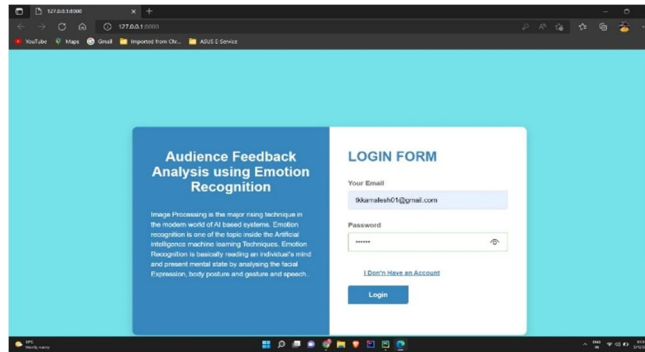 127.0.0.1:8000
127.0.0.1:8000
YouTube Maps Gmail Imported from Chr... ASUS E-Service
Audience Feedback
Analysis using Emotion
Recognition
Image Processing is the major rising technique in
the modern world of AI based systems. Emotion
recognition is one of the topic inside the Artificial
intelligence machine learning Techniques. Emotion
Recognition is basically reading an individual's mind
and present mental state by analysing the facial
Expression, body posture and gesture and speech.
LOGIN FORM
Your Email
tkkamalesh01@gmail.com
Password
I Don't Have an Account
Login